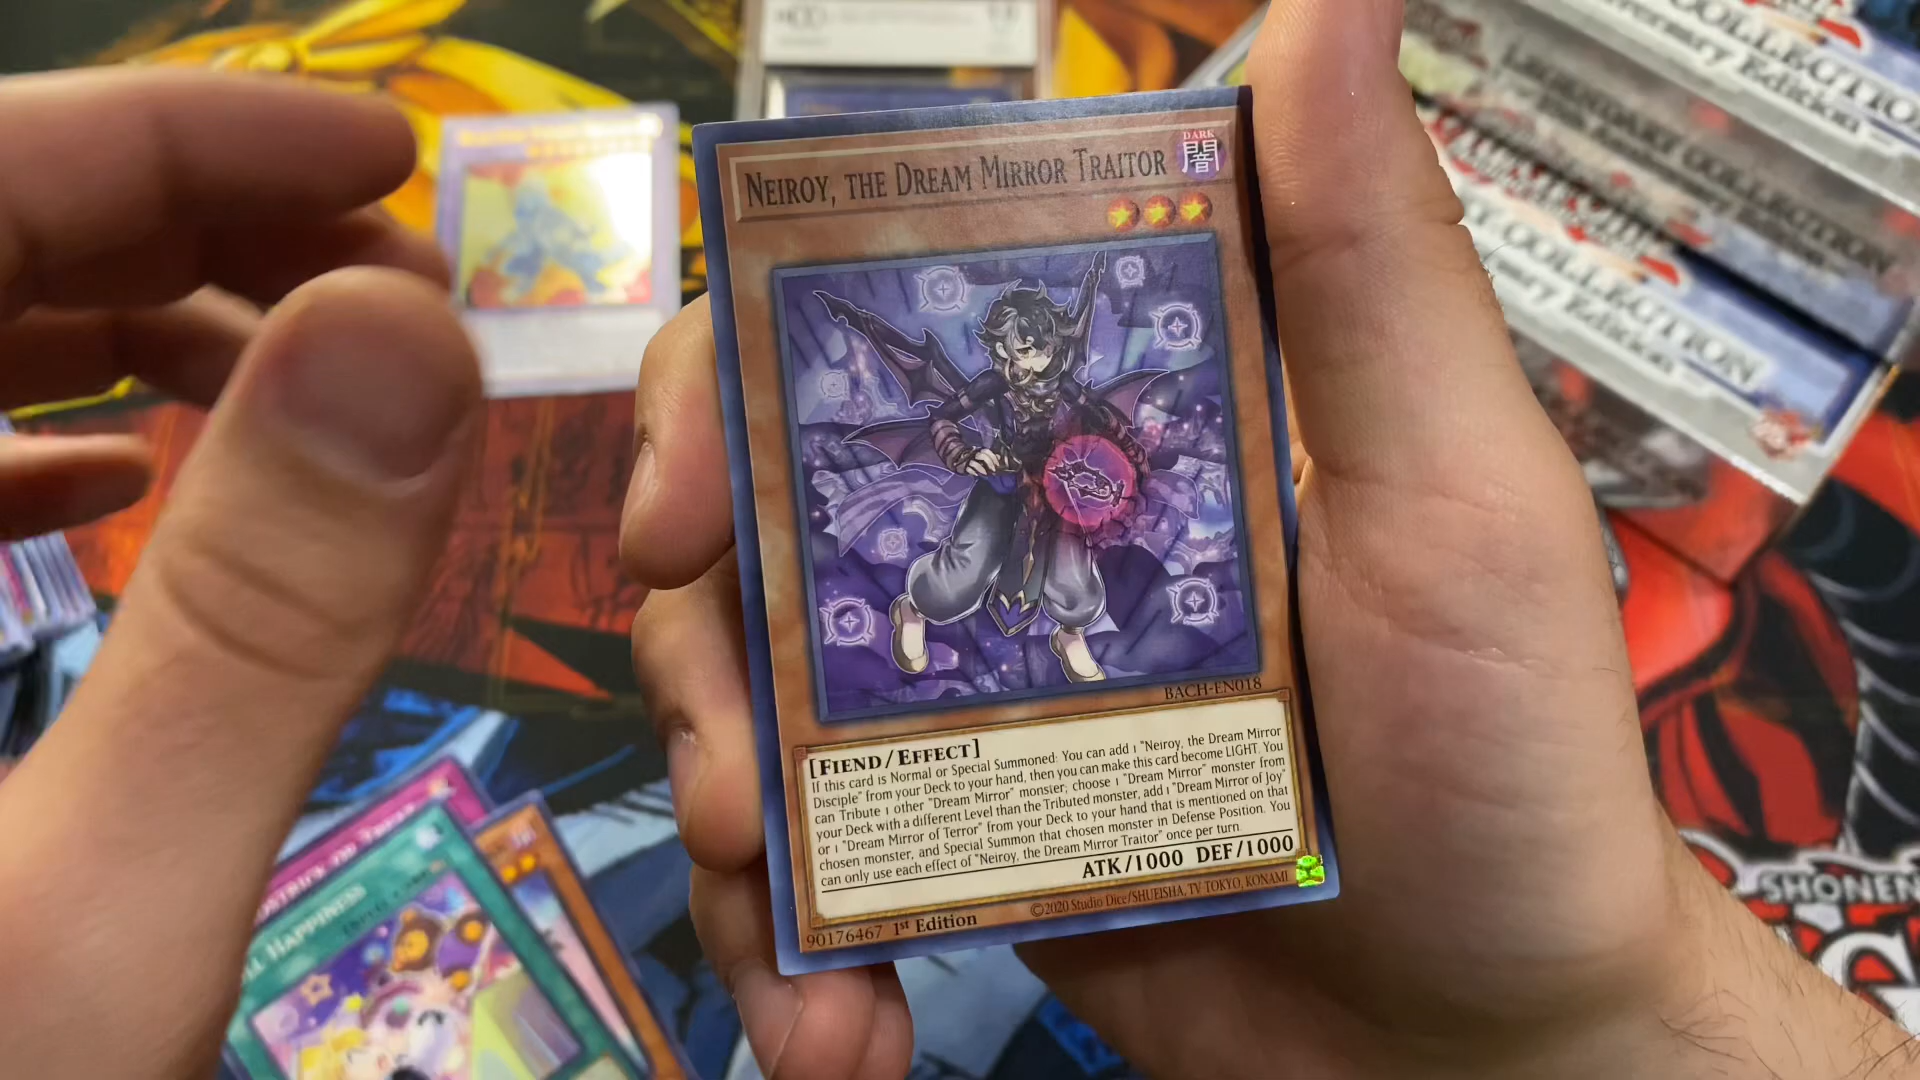 NEIROY, THE DREAM MIRROR TRAITOR
DARK
闇
BACH-EN018
[FIEND/EFFECT]
If this card is Normal or Special Summoned: You can add 1 "Neiroy, the Dream Mirror
Disciple" from your Deck to your hand, then you can make this card become LIGHT. You
can Tribute 1 other "Dream Mirror" monster; choose 1 "Dream Mirror" monster from
your Deck with a different Level than the Tributed monster, add 1 "Dream Mirror of Joy"
or 1 "Dream Mirror of Terror" from your Deck to your hand that is mentioned on that
chosen monster, and Special Summon that chosen monster in Defense Position. You
can only use each effect of "Neiroy, the Dream Mirror Traitor" once per turn.
ATK/1000 DEF/1000
90176467 1st Edition
©2020 Studio Dice/SHUEISHA, TV TOKYO, KONAMI
COLLECTION
LEGENDARY COLLECTION
COLLECTION
Edition
HAPPINESS
SHONEN